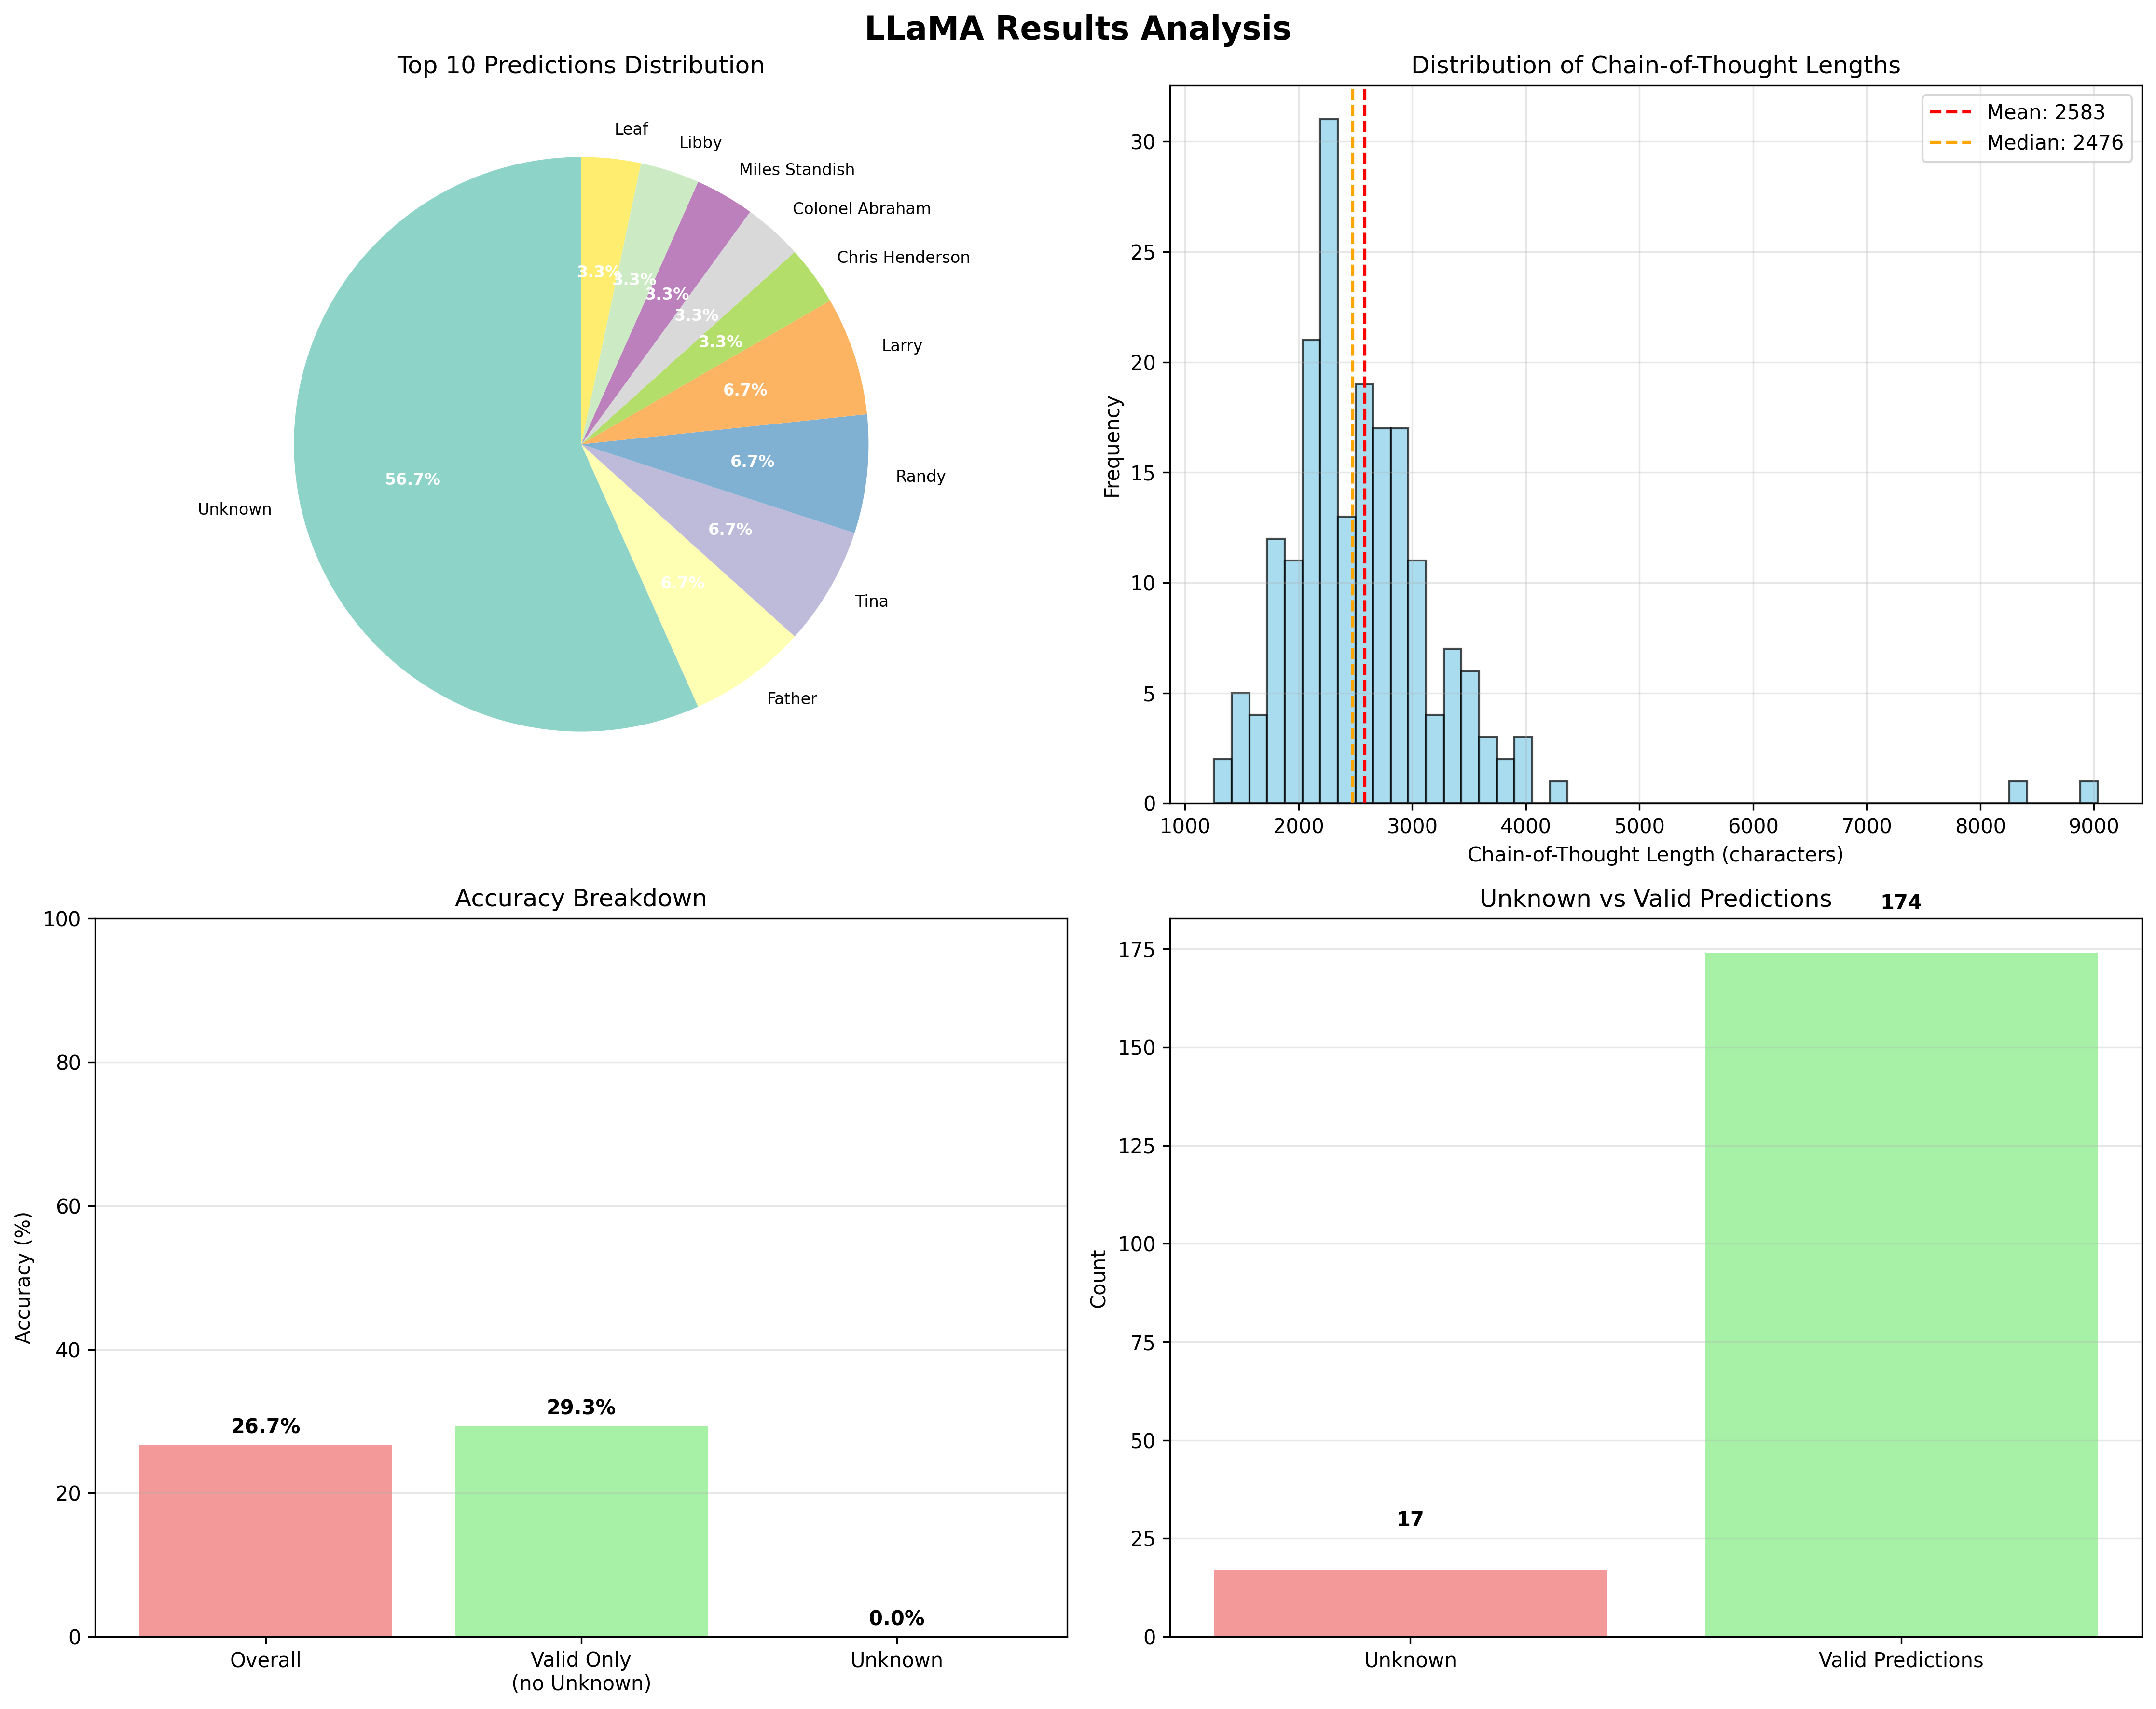 LLaMA Results Analysis
Top 10 Predictions Distribution
Leaf
Libby
Miles Standish
Colonel Abraham
Chris Henderson
Larry
Randy
Tina
Father
Unknown
3.3%
3.3%
3.3%
3.3%
3.3%
6.7%
6.7%
6.7%
6.7%
56.7%
Distribution of Chain-of-Thought Lengths
Mean: 2583
Median: 2476
Frequency
30
25
20
15
10
5
0
1000 2000 3000 4000 5000 6000 7000 8000 9000
Chain-of-Thought Length (characters)
Accuracy Breakdown
Accuracy (%)
100
80
60
40
20
0
26.7%
29.3%
0.0%
Overall
Valid Only
(no Unknown)
Unknown
Unknown vs Valid Predictions
174
Count
175
150
125
100
75
50
25
0
17
Unknown
Valid Predictions